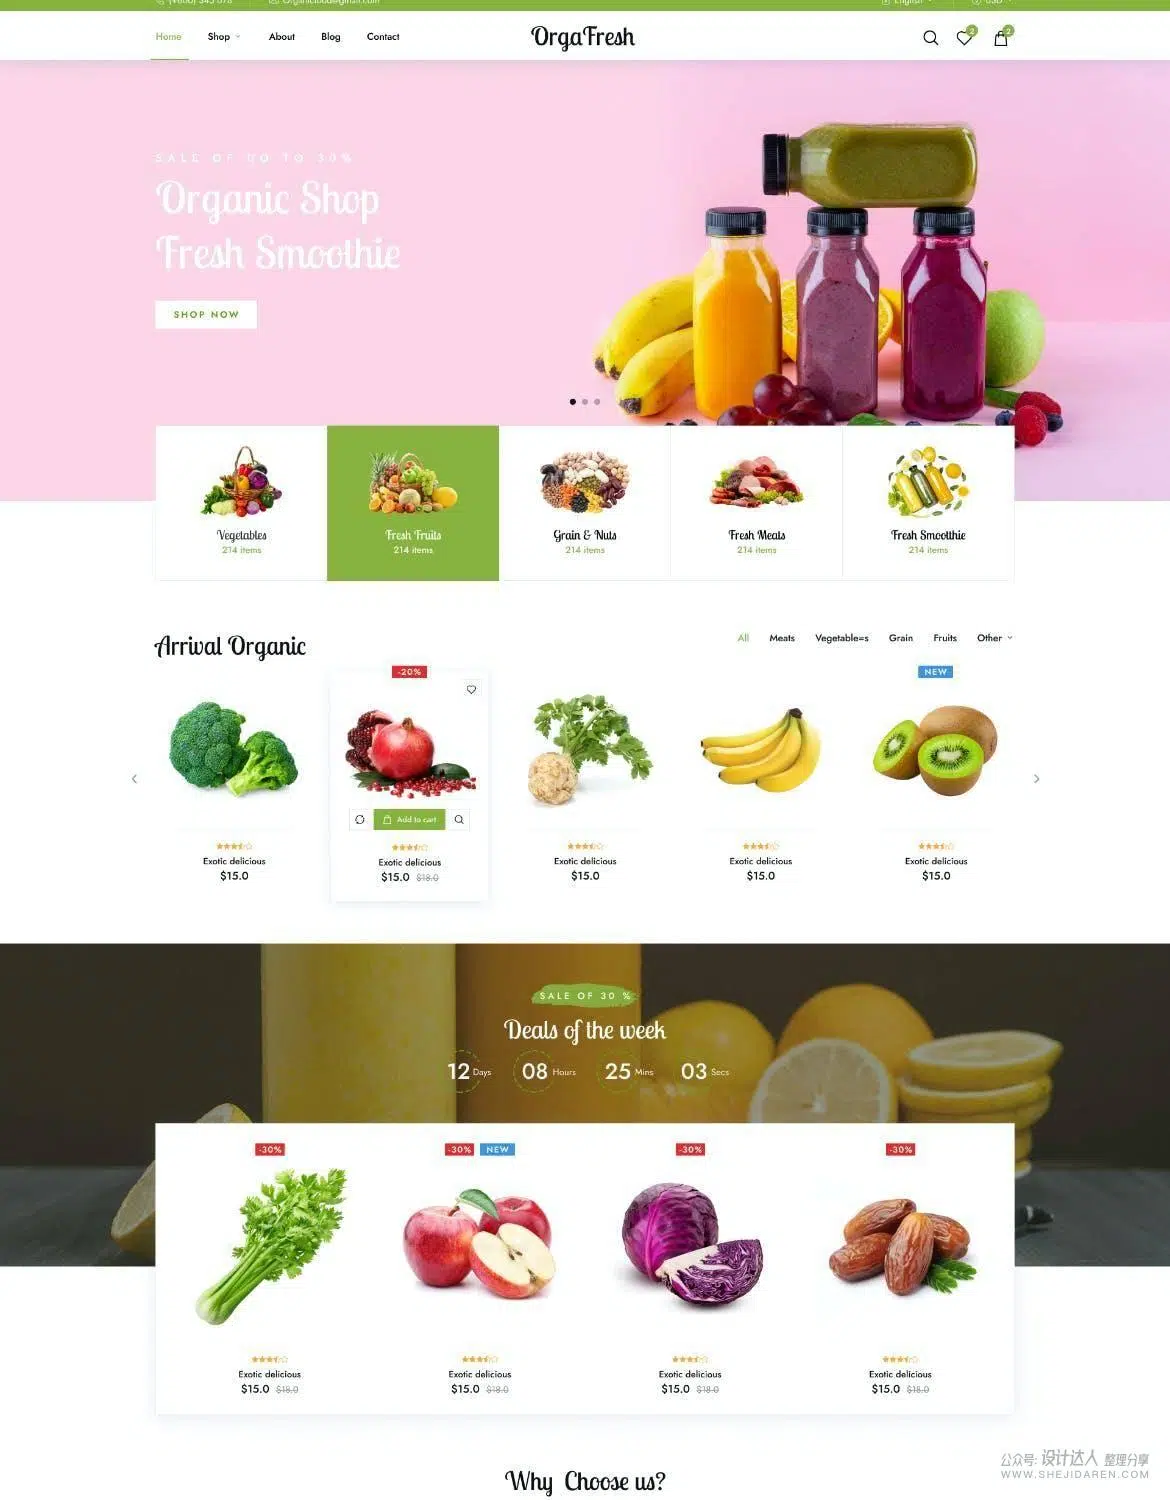 (+800) 345 678
Organicfood@gmail.com
English
USD
Home
Shop
About
Blog
Contact
OrgaFresh
2
2
SALE OF UO TO 30%
Organic Shop
Fresh Smoothie
SHOP NOW
Vegetables
214 items
Fresh Fruits
214 items
Grain & Nuts
214 items
Fresh Meats
214 items
Fresh Smoothie
214 items
Arrival Organic
All
Meats
Vegetable=s
Grain
Fruits
Other
Exotic delicious
$15.0
-20%
Add to cart
Exotic delicious
$15.0 $18.0
Exotic delicious
$15.0
Exotic delicious
$15.0
NEW
Exotic delicious
$15.0
SALE OF 30 %
Deals of the week
12 Days
08 Hours
25 Mins
03 Secs
-30%
Exotic delicious
$15.0 $18.0
-30% NEW
Exotic delicious
$15.0 $18.0
-30%
Exotic delicious
$15.0 $18.0
-30%
Exotic delicious
$15.0 $18.0
Why Choose us?
公众号: 设计达人 整理分享
WWW.SHEJIDAREN.COM